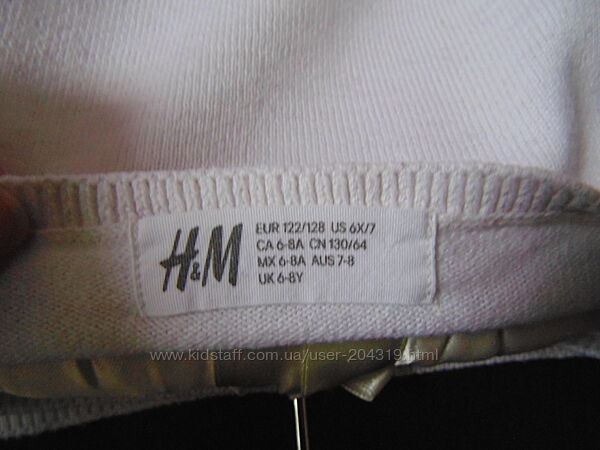 H&M
EUR 122/128 US 6X/7
CA 6-8A CN 130/64
MX 6-8A AUS 7-8
UK 6-8Y
www.kidstaff.com.ua/user-204319.html